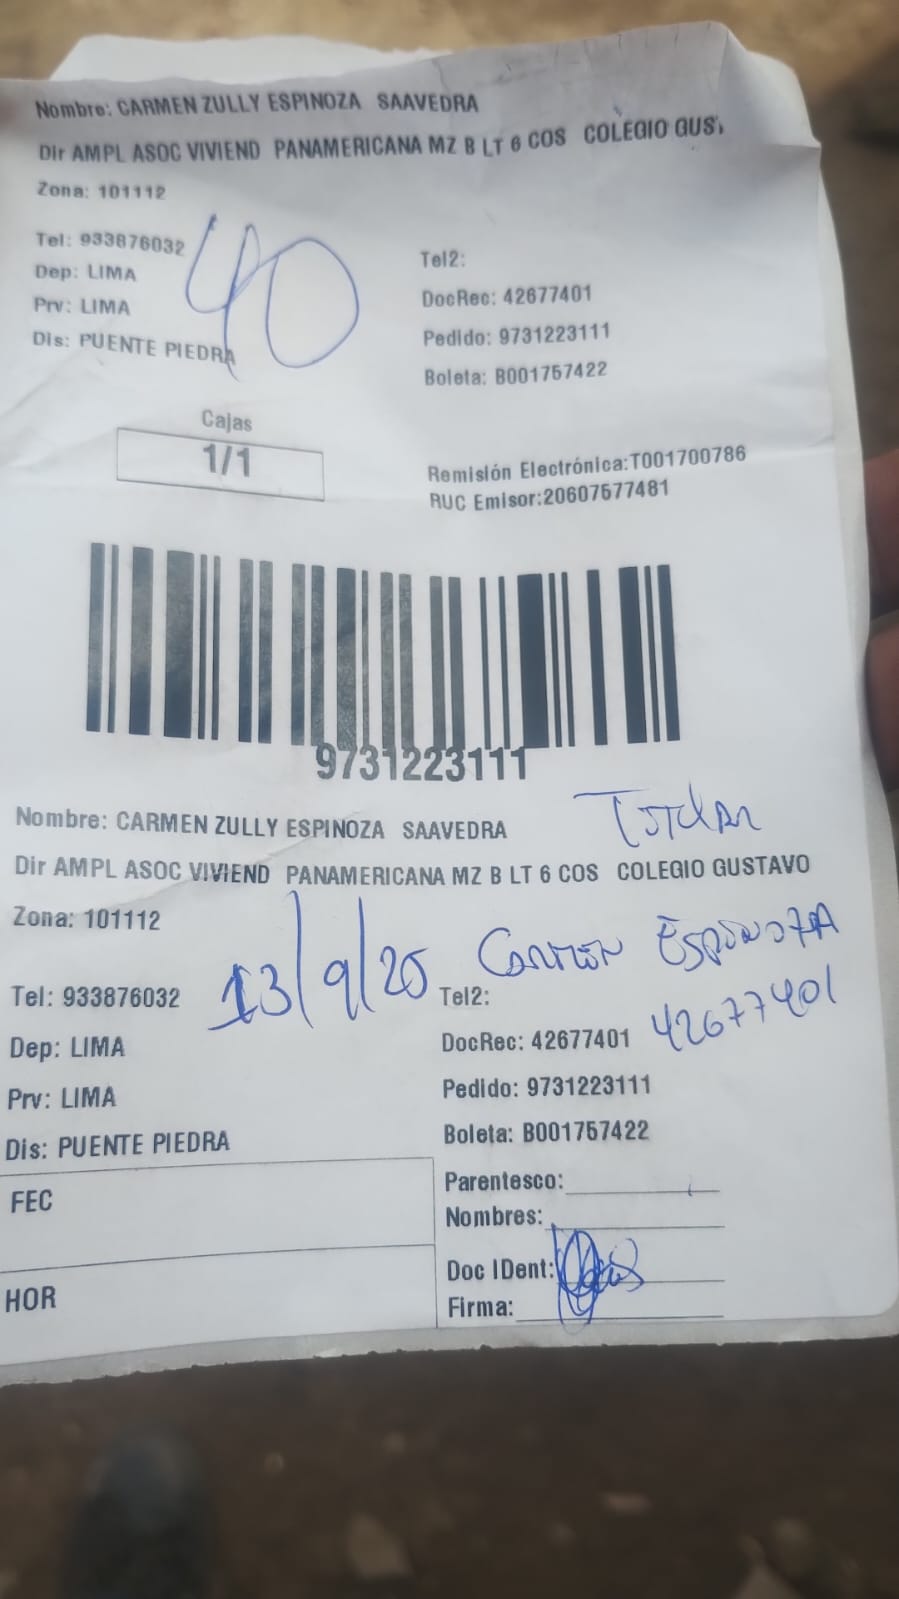 Nombre: CARMEN ZULLY ESPINOZA SAAVEDRA
Dir AMPL ASOC VIVIEND PANAMERICANA MZ B LT 6 COS COLEGIO GUS
Zona: 101112
Tel: 933876032
40
Tel2:
Dep: LIMA
DocRec: 42677401
Prv: LIMA
Pedido: 9731223111
Dis: PUENTE PIEDRA
Boleta: B001757422
Cajas
1/1
Remisión Electrónica:T001700786
RUC Emisor:20607577481
9731223111
Titular
Nombre: CARMEN ZULLY ESPINOZA SAAVEDRA
Dir AMPL ASOC VIVIEND PANAMERICANA MZ B LT 6 COS COLEGIO GUSTAVO
Zona: 101112
13/9/25 Carmen ESPINOZA
Tel: 933876032
Tel2:
42677401
Dep: LIMA
DocRec: 42677401
Prv: LIMA
Pedido: 9731223111
Dis: PUENTE PIEDRA
Boleta: B001757422
FEC
Parentesco:
Nombres:
HOR
Doc IDent:
Firma: